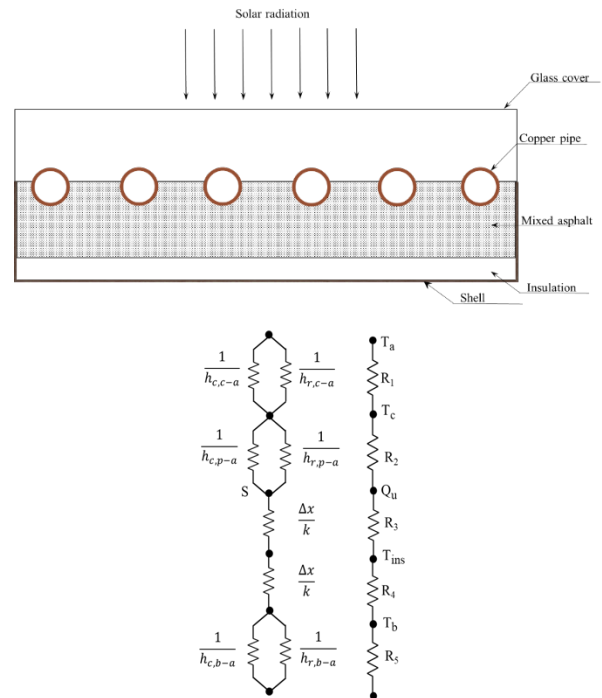 Solar radiation
Glass cover
Copper pipe
Mixed asphalt
Insulation
Shell
1
h_{c,c-a}
1
h_{r,c-a}
1
h_{c,p-a}
1
h_{r,p-a}
S
Δx
k
Δx
k
1
h_{c,b-a}
1
h_{r,b-a}
T_a
R_1
T_c
R_2
Q_u
R_3
T_ins
R_4
T_b
R_5